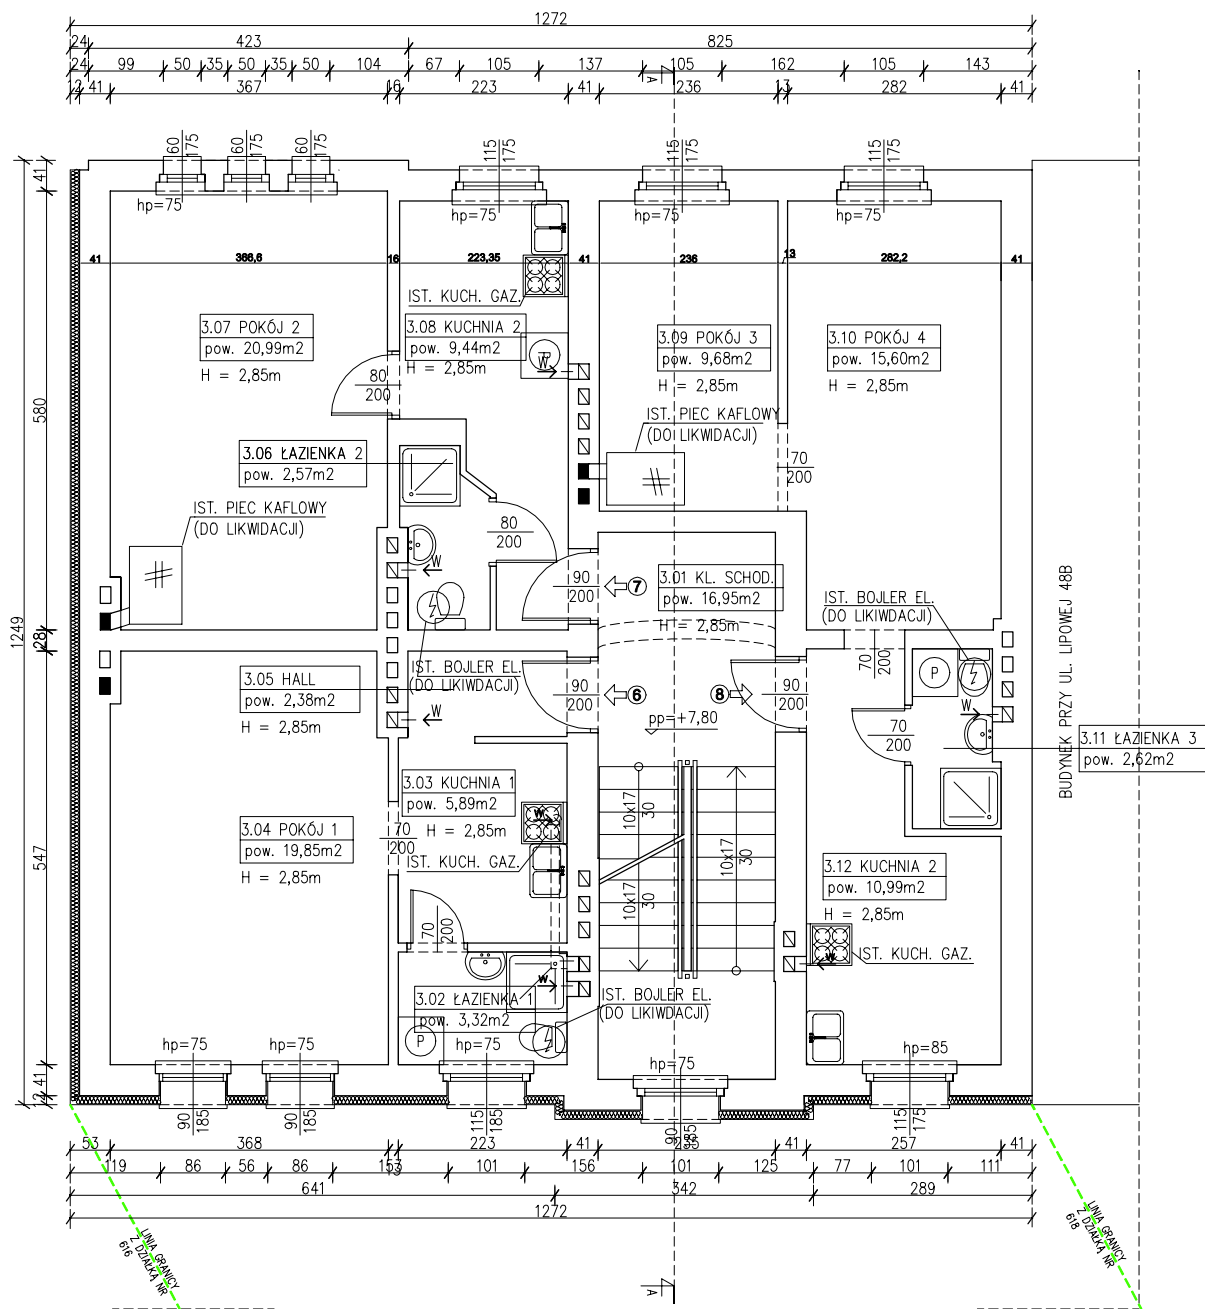 1272
24 423 825
24 99 50 35 50 35 50 104 67 105 137 105 162 105 143
41 367 16 223 41 236 13 282 41
A
60 175
60 175
60 175
115 175
115 175
115 175
hp=75
hp=75
hp=75
hp=75
41 366,6 16 223,35 41 236 13 282,2 41
IST. KUCH. GAZ.
3.07 POKÓJ 2
pow. 20,99m2
H = 2,85m
3.08 KUCHNIA 2
pow. 9,44m2
H = 2,85m
P
W
3.09 POKÓJ 3
pow. 9,68m2
H = 2,85m
3.10 POKÓJ 4
pow. 15,60m2
H = 2,85m
80
200
IST. PIEC KAFLOWY
(DO LIKWIDACJI)
3.06 ŁAZIENKA 2
pow. 2,57m2
70
200
IST. PIEC KAFLOWY
(DO LIKWIDACJI)
80
200
W
90
200
7
3.01 KL. SCHOD.
pow. 16,95m2
H = 2,85m
IST. BOJLER EL.
(DO LIKIWDACJI)
BUDYNEK PRZY UL. LIPOWEJ 48B
41
580
28
547
41
12
1249
IST. BOJLER EL.
(DO LIKIWDACJI)
3.05 HALL
pow. 2,38m2
H = 2,85m
W
90
200
6
8
90
200
70
200
P
W
pp=+7,80
70
200
3.11 ŁAZIENKA 3
pow. 2,62m2
3.03 KUCHNIA 1
pow. 5,89m2
H = 2,85m
W
IST. KUCH. GAZ.
10x17
30
10x17
30
10x17
30
3.04 POKÓJ 1
pow. 19,85m2
H = 2,85m
70
200
3.12 KUCHNIA 2
pow. 10,99m2
H = 2,85m
70
200
W
IST. KUCH. GAZ.
3.02 ŁAZIENKA 1
pow. 3,32m2
W
P
IST. BOJLER EL.
(DO LIKIWDACJI)
hp=75
hp=75
hp=75
hp=75
hp=85
90 185
90 185
115 185
90 185
115 175
53 368 223 41 235 41 257 41
119 86 56 86 153 101 156 101 125 77 101 111
13
641 342 289
1272
LINIA GRANICY
Z DZIAŁKĄ NR
616
LINIA GRANICY
Z DZIAŁKĄ NR
618
A